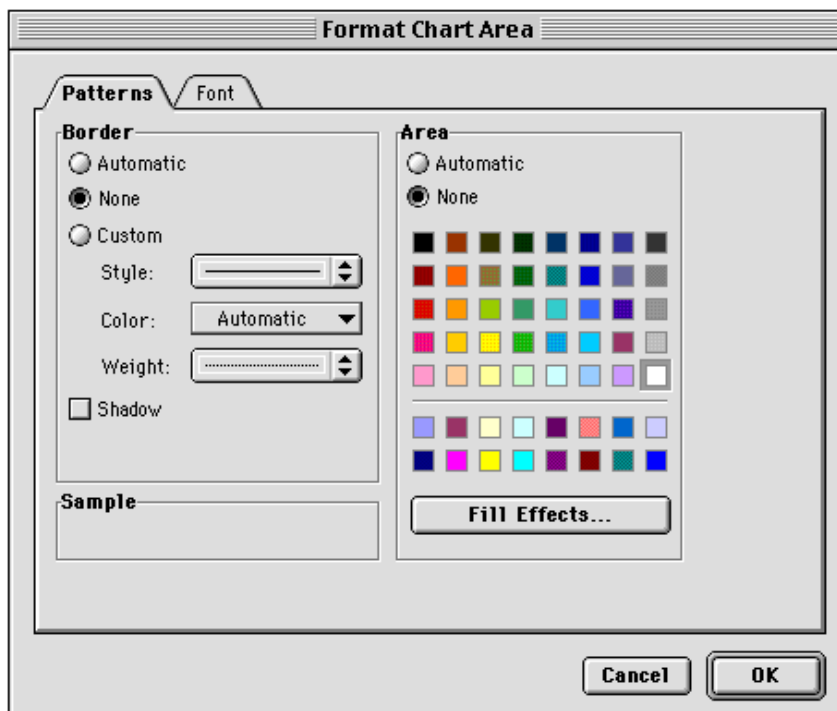 Format Chart Area
Patterns
Font
Border
Automatic
None
Custom
Style:
Color:
Automatic
Weight:
Shadow
Sample
Area
Automatic
None
Fill Effects...
Cancel
OK